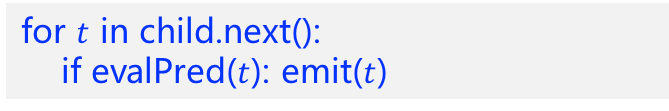 for t in child.next():
if evalPred(t): emit(t)